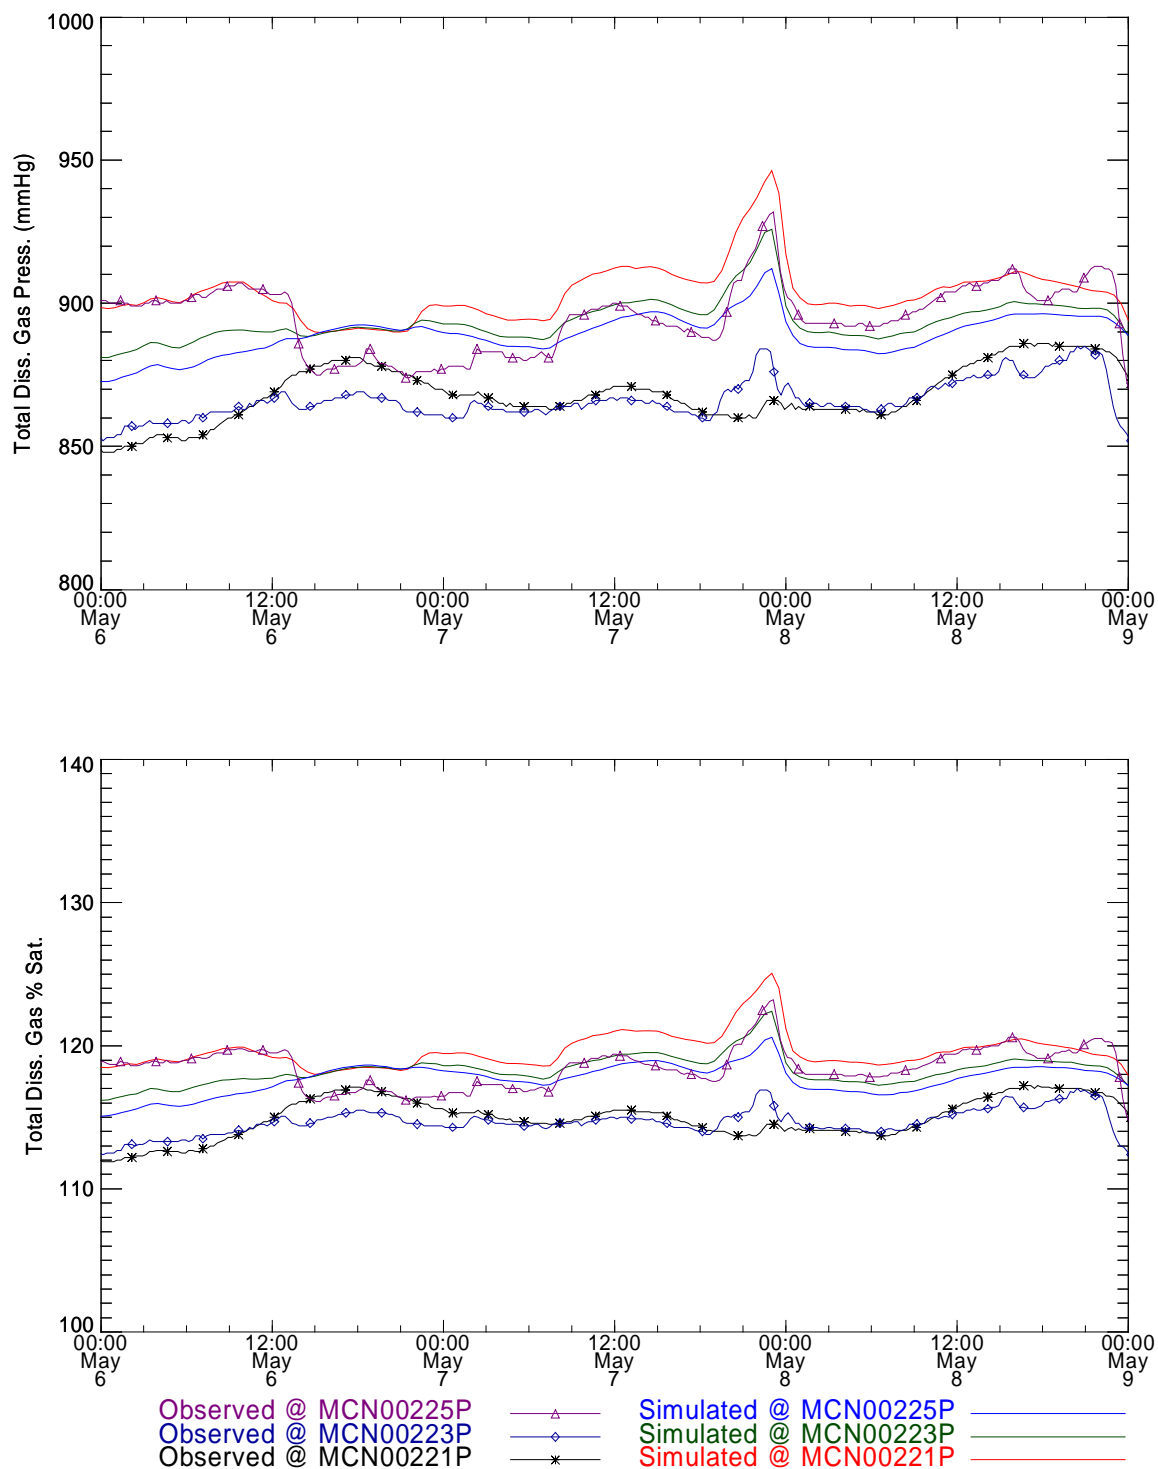 1000
950
900
850
800
Total Diss. Gas Press. (mmHg)
00:00 12:00 00:00 12:00 00:00 12:00 00:00
May May May May May May May
6 6 7 7 8 8 9
140
130
120
110
100
Total Diss. Gas % Sat.
00:00 12:00 00:00 12:00 00:00 12:00 00:00
May May May May May May May
6 6 7 7 8 8 9
Observed @ MCN00225P Simulated @ MCN00225P
Observed @ MCN00223P Simulated @ MCN00223P
Observed @ MCN00221P Simulated @ MCN00221P